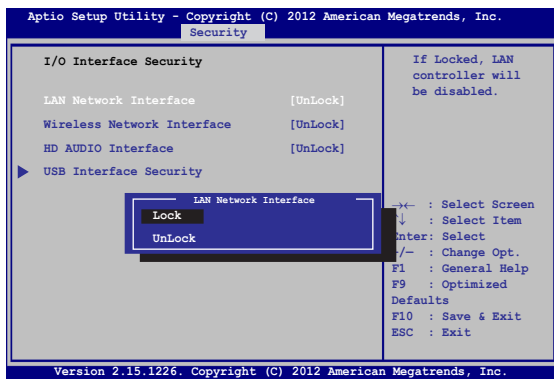 Aptio Setup Utility - Copyright (C) 2012 American Megatrends, Inc.
Security
I/O Interface Security
LAN Network Interface [UnLock]
Wireless Network Interface [UnLock]
HD AUDIO Interface [UnLock]
USB Interface Security
If Locked, LAN
controller will
be disabled.
LAN Network Interface
Lock
UnLock
→← : Select Screen
↓ : Select Item
nter: Select
/— : Change Opt.
F1 : General Help
F9 : Optimized
Defaults
F10 : Save & Exit
ESC : Exit
Version 2.15.1226. Copyright (C) 2012 American Megatrends, Inc.